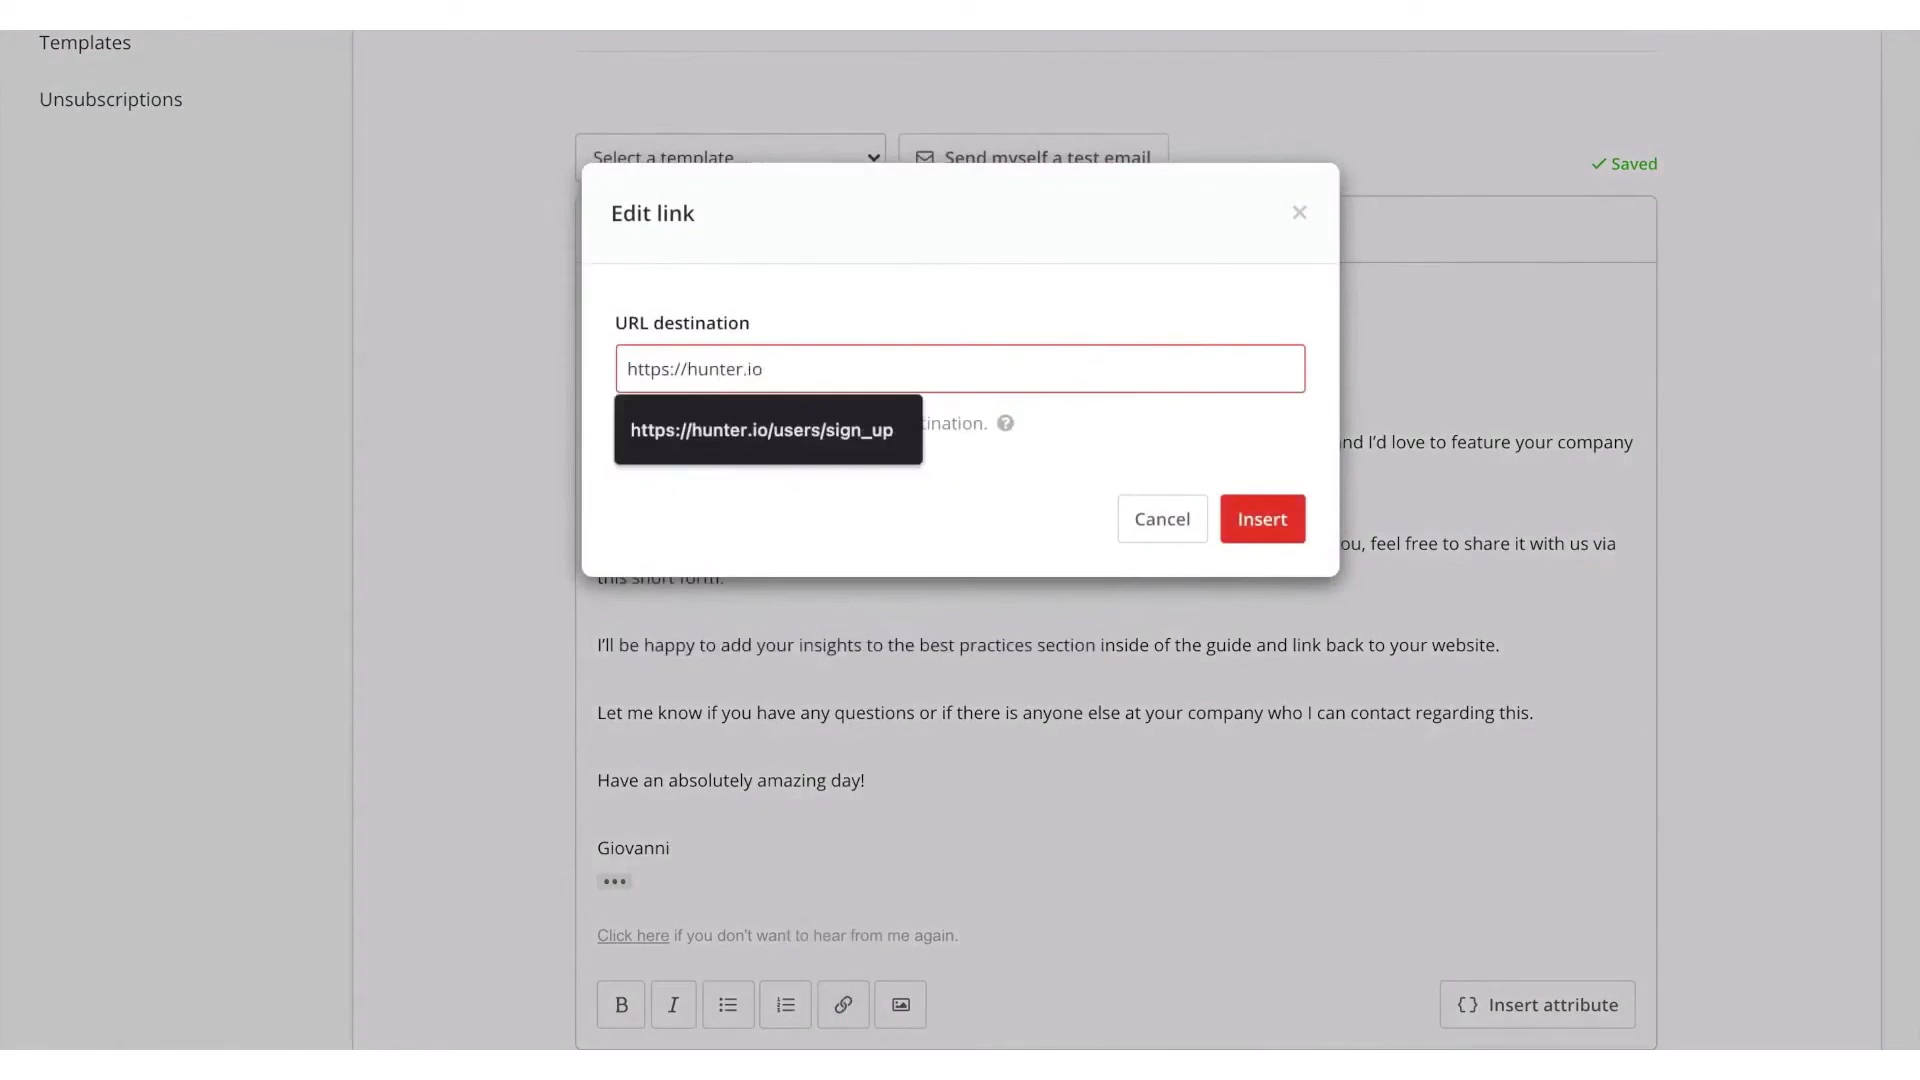 Templates
Unsubscriptions
Select a template...
Send myself a test email
Saved
Edit link
URL destination
https://hunter.io
https://hunter.io/users/sign_up
I'd love to feature your company
feel free to share it with us via
this short form.
Cancel
Insert
I'll be happy to add your insights to the best practices section inside of the guide and link back to your website.
Let me know if you have any questions or if there is anyone else at your company who I can contact regarding this.
Have an absolutely amazing day!
Giovanni
Click here if you don't want to hear from me again.
B I
{} Insert attribute